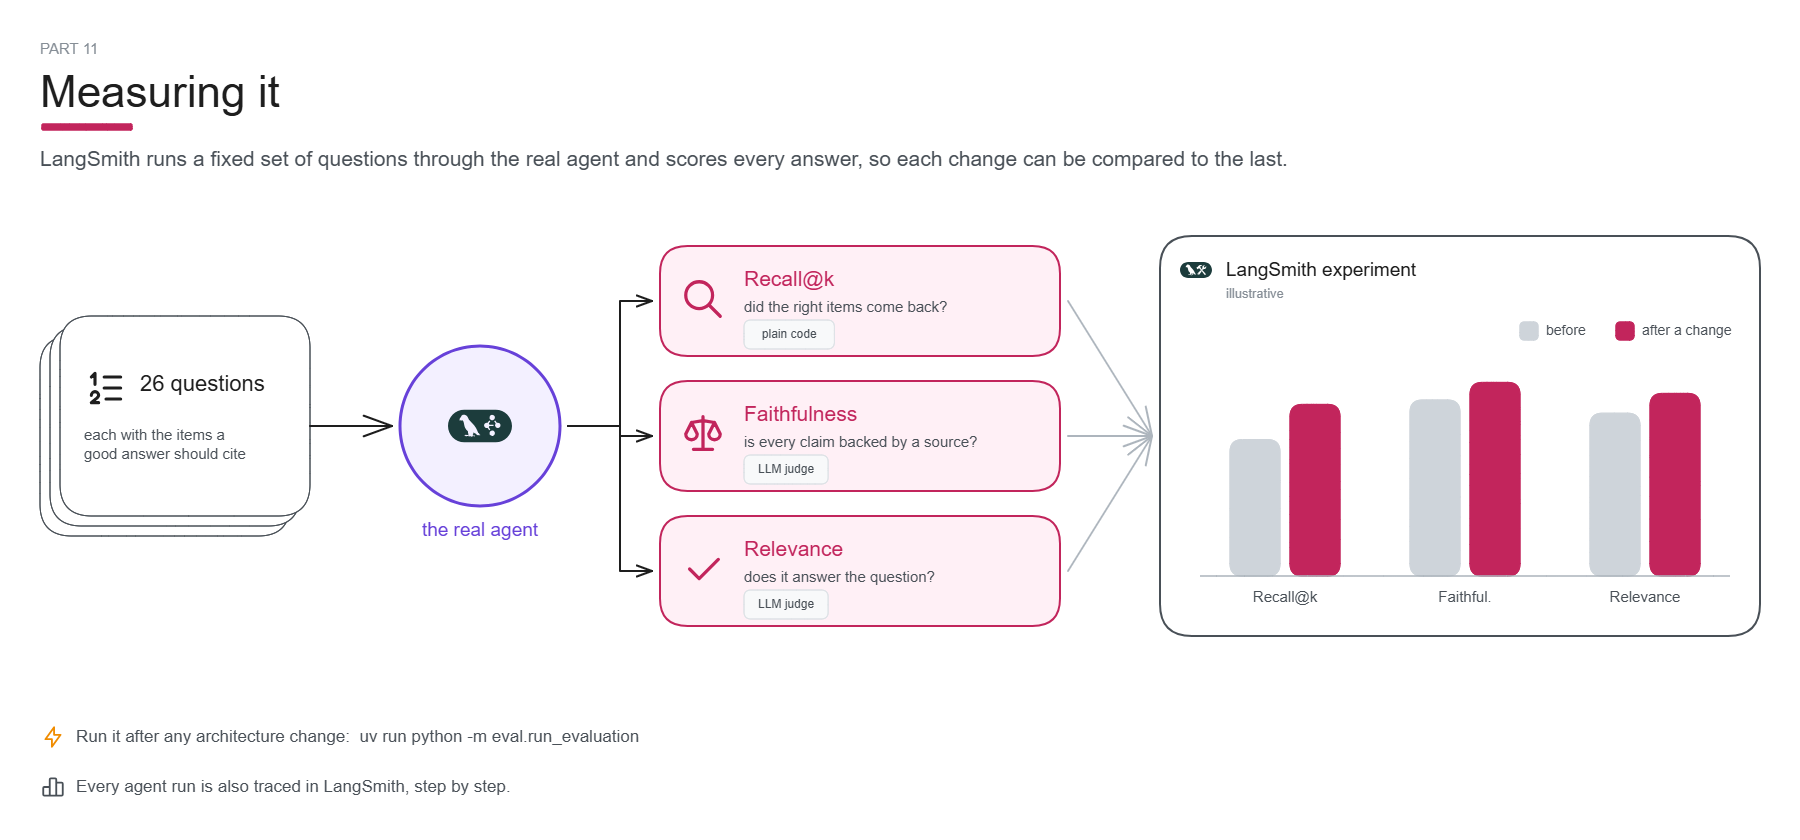 PART 11
Measuring it
LangSmith runs a fixed set of questions through the real agent and scores every answer, so each change can be compared to the last.
1
2
26 questions
each with the items a
good answer should cite
the real agent
Recall@k
did the right items come back?
plain code
Faithfulness
is every claim backed by a source?
LLM judge
Relevance
does it answer the question?
LLM judge
LangSmith experiment
illustrative
before
after a change
Recall@k
Faithful.
Relevance
Run it after any architecture change: uv run python -m eval.run_evaluation
Every agent run is also traced in LangSmith, step by step.